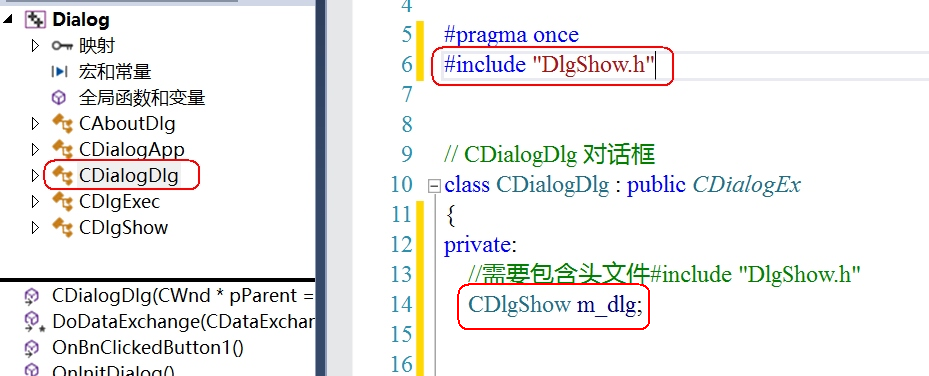 Dialog
映射
宏和常量
全局函数和变量
CAboutDlg
CDialogApp
CDialogDlg
CDlgExec
CDlgShow
CDialogDlg(CWnd * pParent =
DoDataExchange(CDataExchan
OnBnClickedButton1()
OnInitDialog()
4
5 #pragma once
6 #include "DlgShow.h"
7
8
9 // CDialogDlg 对话框
10 class CDialogDlg : public CDialogEx
11 {
12 private:
13 //需要包含头文件#include "DlgShow.h"
14 CDlgShow m_dlg;
15
16